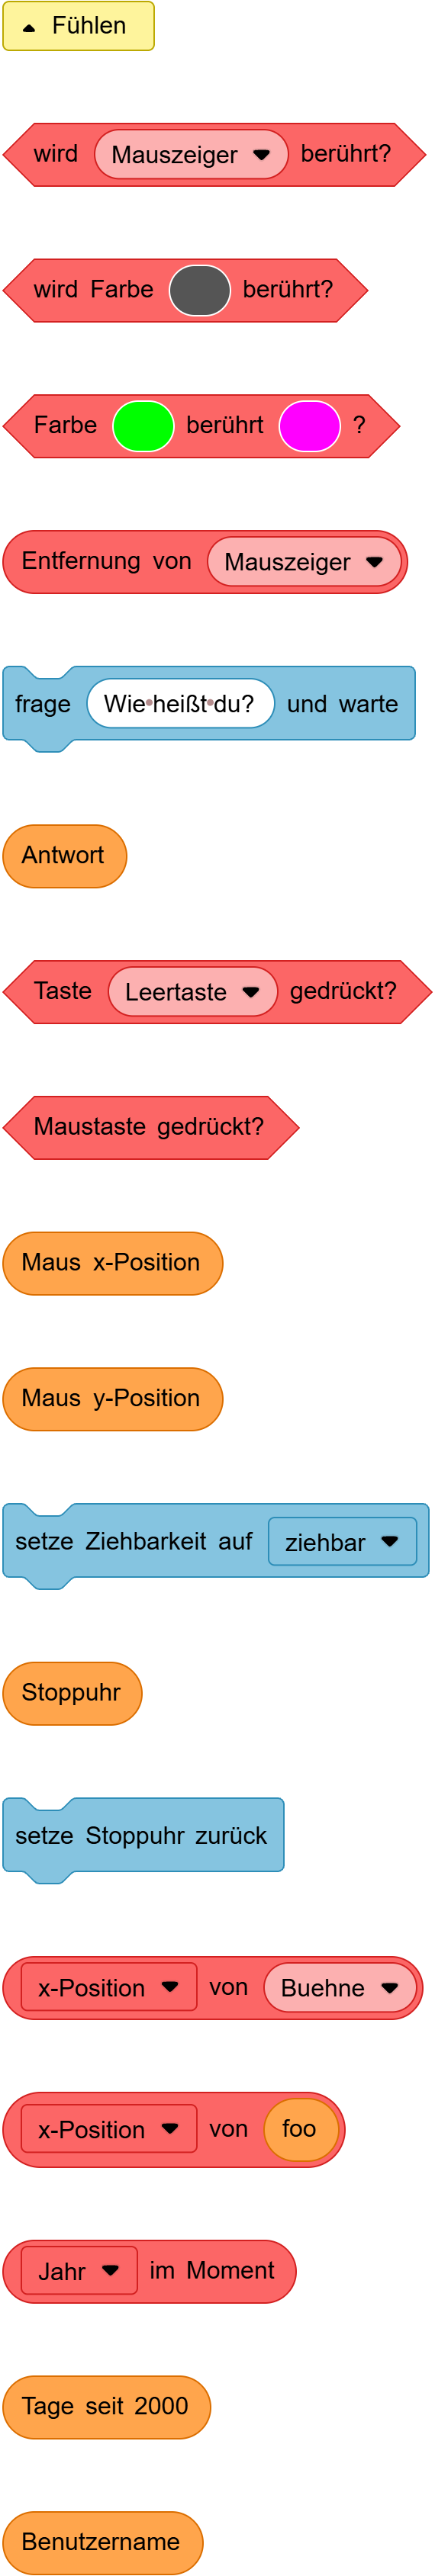 Fühlen
wird Mauszeiger berührt?
wird Farbe berührt?
Farbe berührt ?
Entfernung von Mauszeiger
frage Wie•heißt•du? und warte
Antwort
Taste Leertaste gedrückt?
Maustaste gedrückt?
Maus x-Position
Maus y-Position
setze Ziehbarkeit auf ziehbar
Stoppuhr
setze Stoppuhr zurück
x-Position von Buehne
x-Position von foo
Jahr im Moment
Tage seit 2000
Benutzername